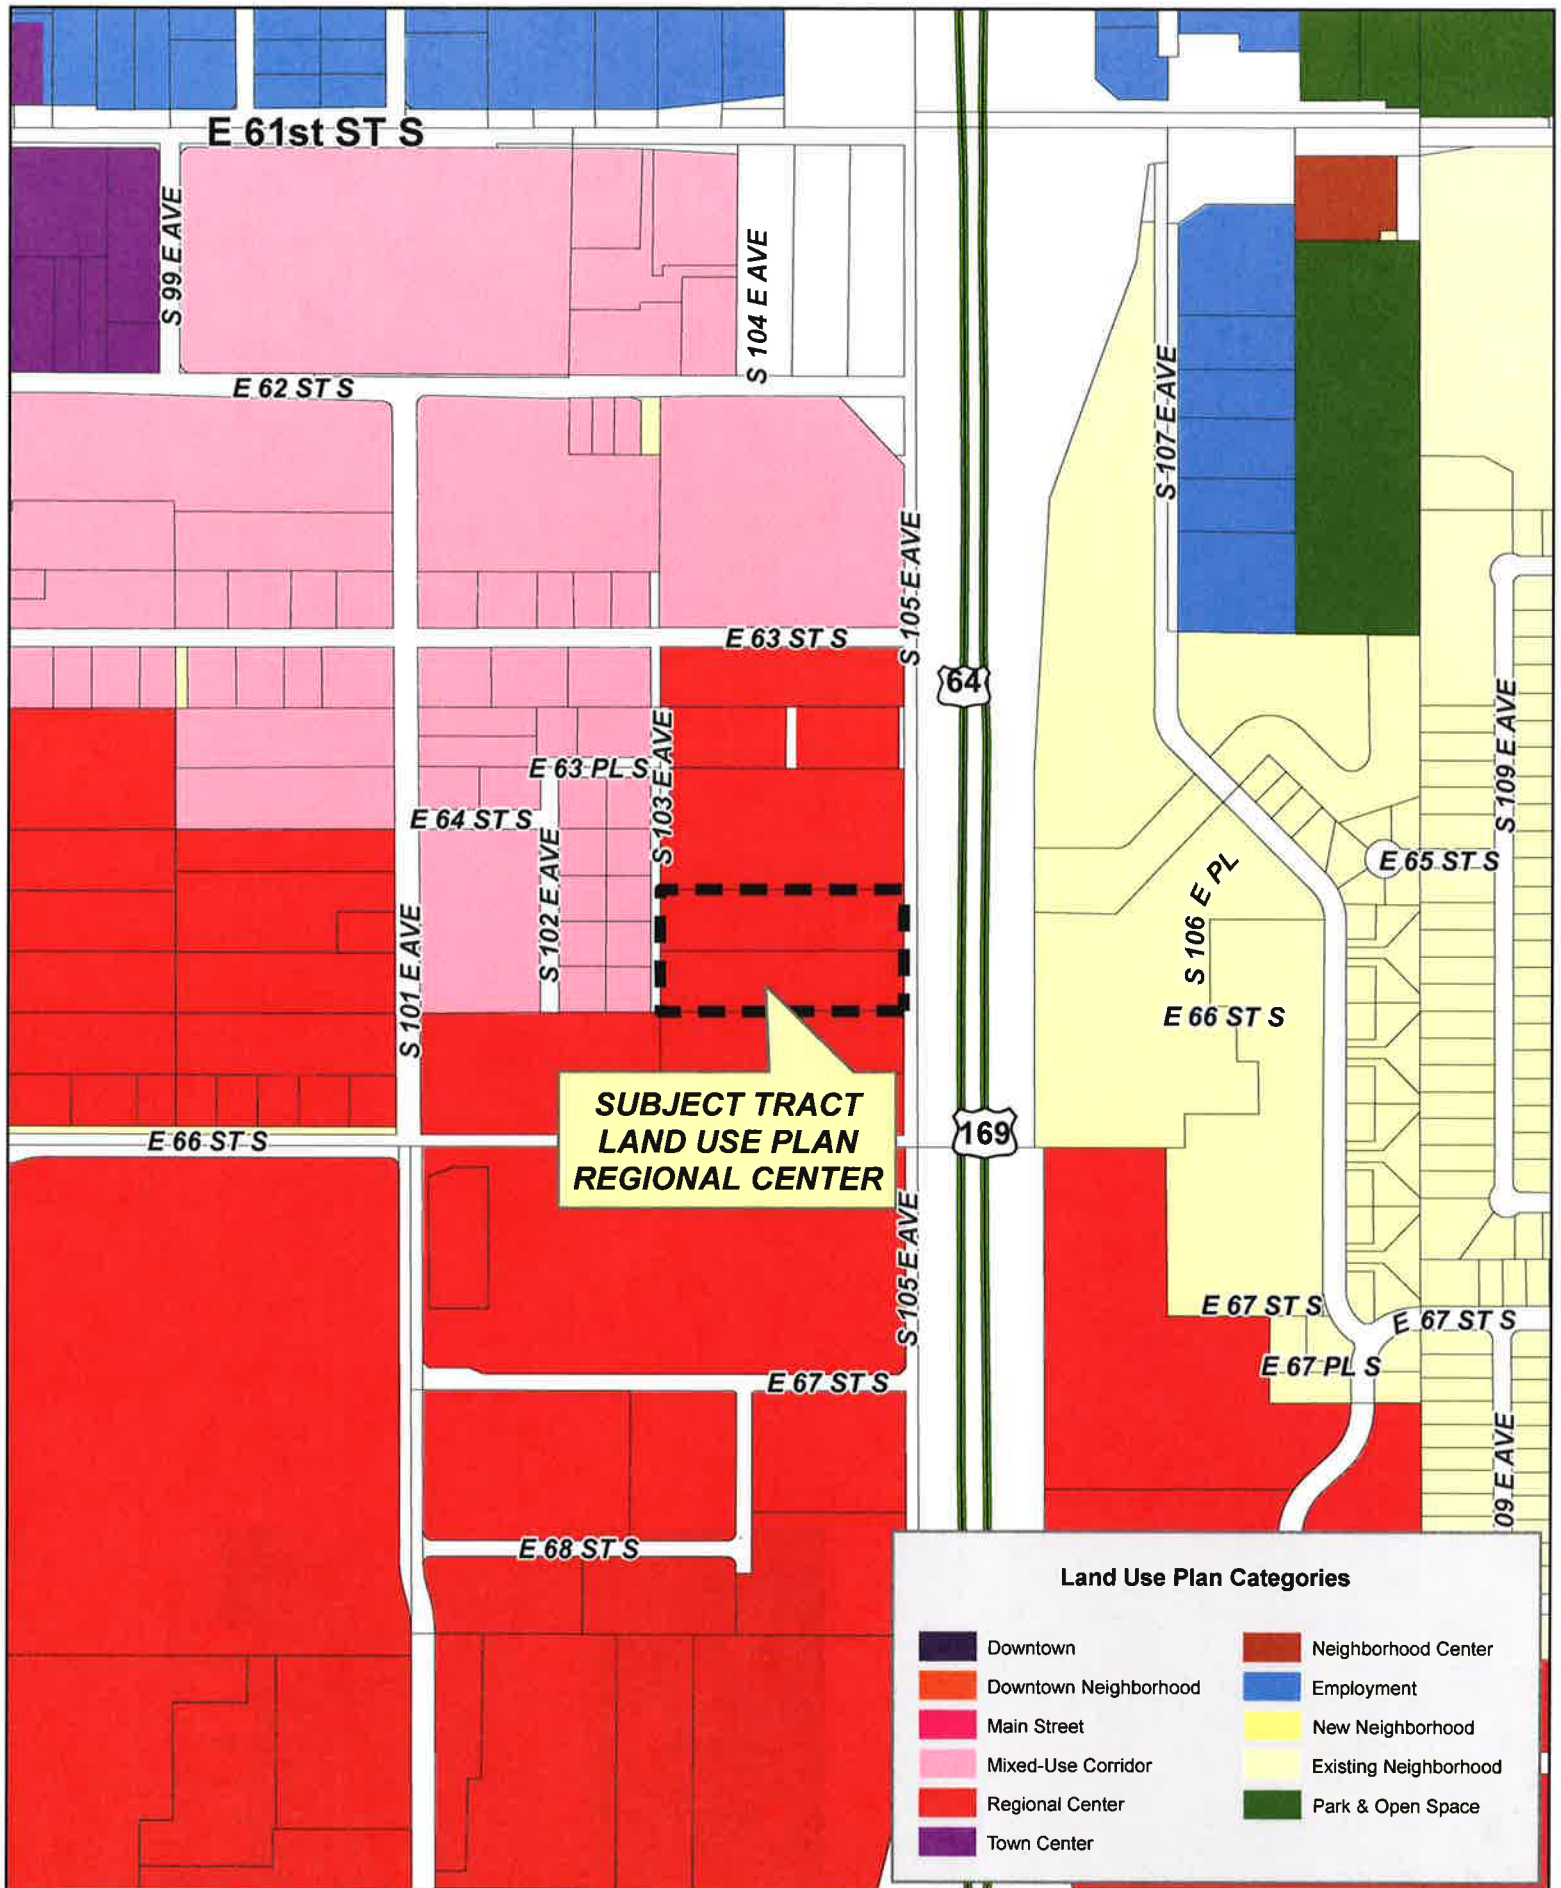 E 61st ST S
S 99 E AVE
S 104 E AVE
E 62 ST S
S 107 E AVE
S 105 E AVE
E 63 ST S
64
S 109 E AVE
S 103 E AVE
E 63 PL S
E 64 ST S
S 102 E AVE
E 65 ST S
S 106 E PL
S 101 E AVE
E 66 ST S
SUBJECT TRACT
LAND USE PLAN
REGIONAL CENTER
169
E 66 ST S
S 105 E AVE
E 67 ST S
E 67 ST S
E 67 PL S
E 67 ST S
09 E AVE
E 68 ST S
Land Use Plan Categories
Downtown
Downtown Neighborhood
Main Street
Mixed-Use Corridor
Regional Center
Town Center
Neighborhood Center
Employment
New Neighborhood
Existing Neighborhood
Park & Open Space